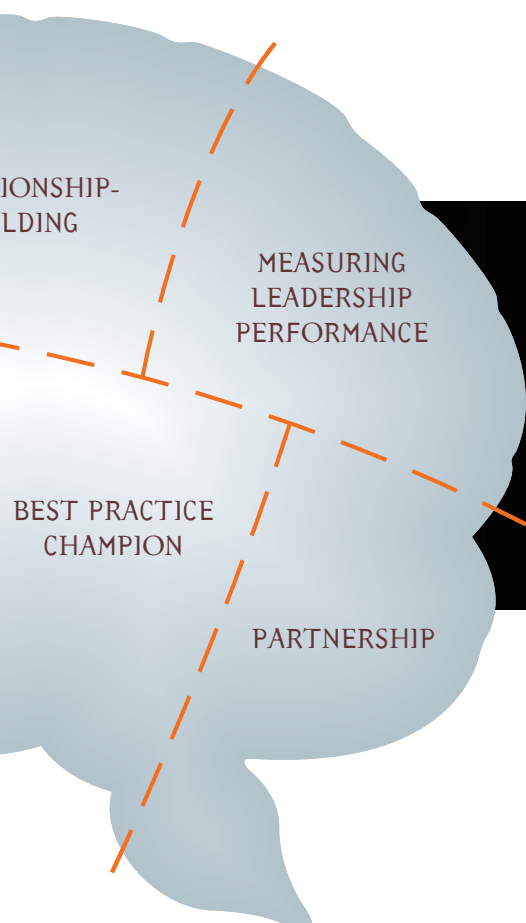 IONSHIP-
LDING
MEASURING
LEADERSHIP
PERFORMANCE
BEST PRACTICE
CHAMPION
PARTNERSHIP